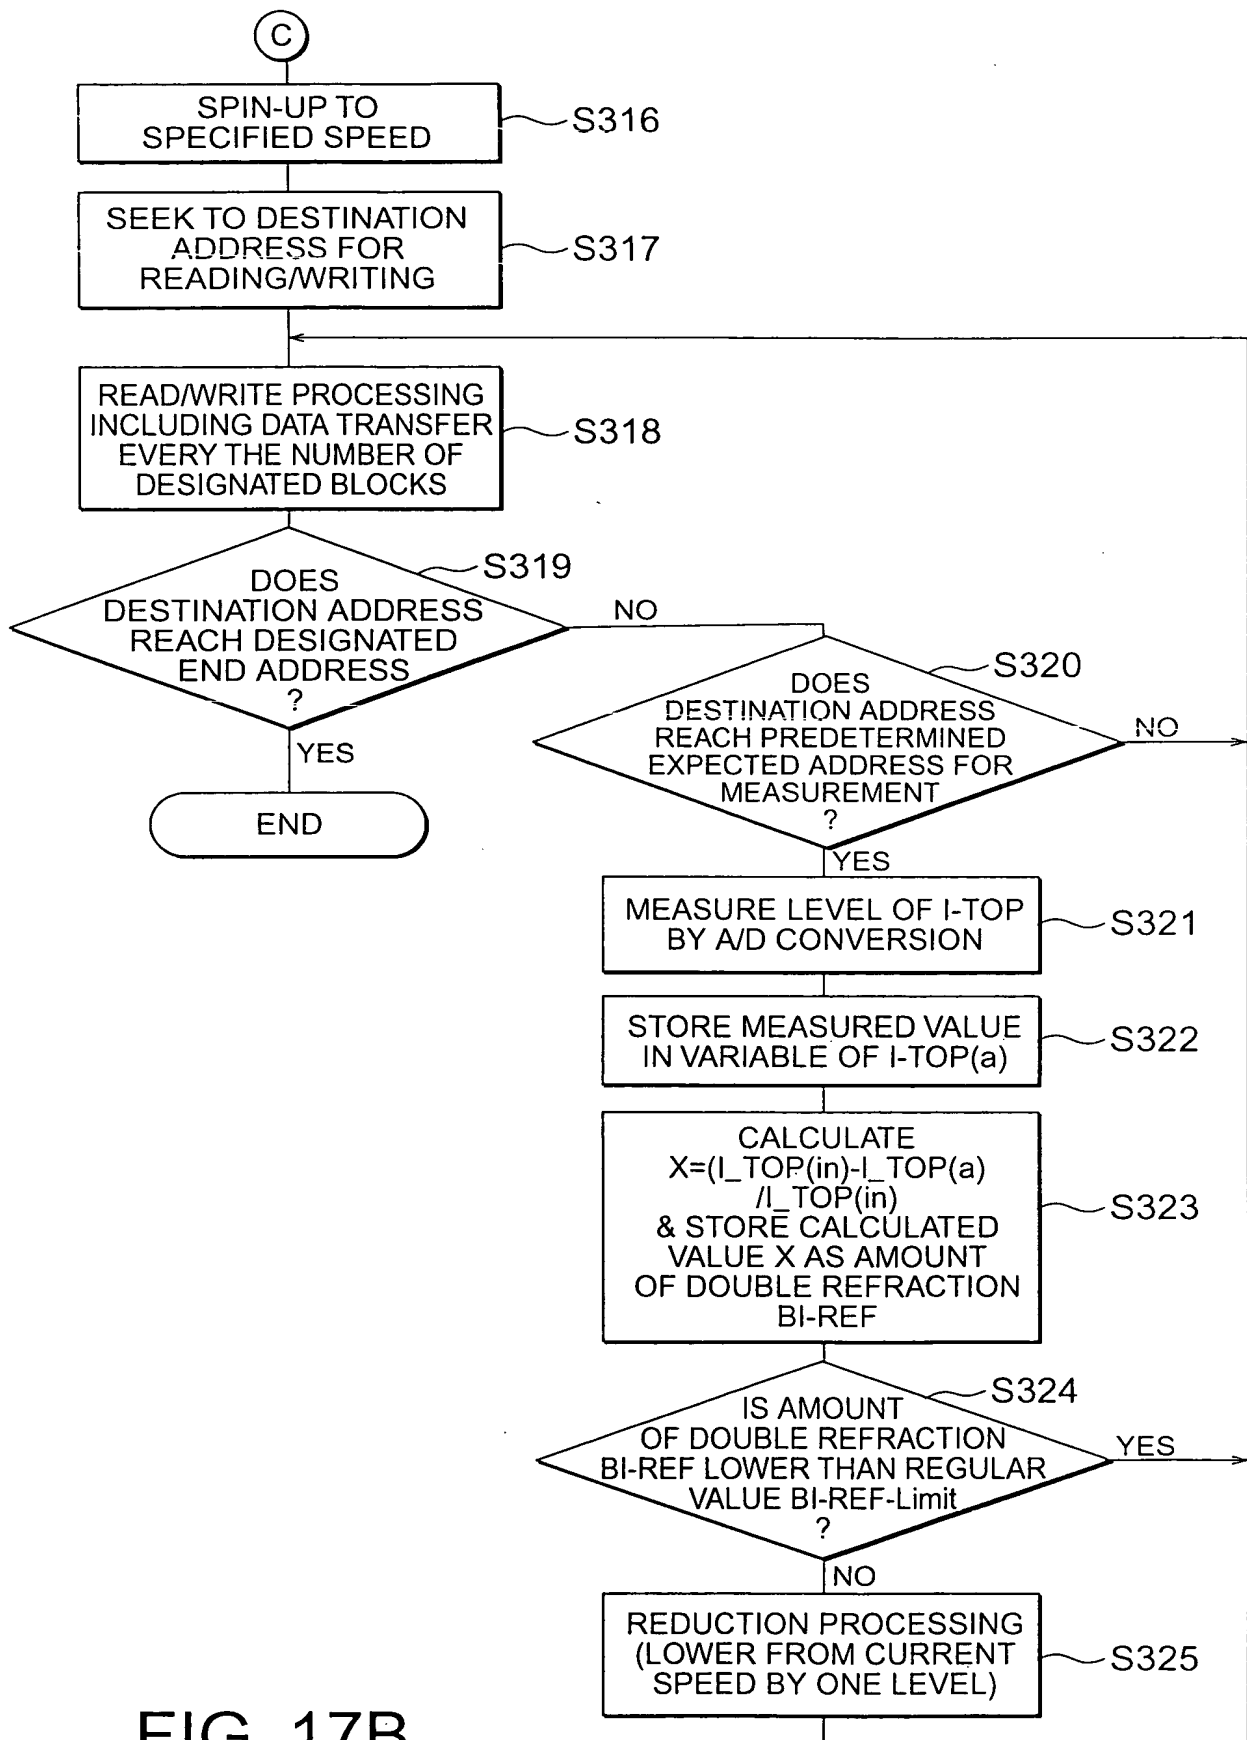 C
SPIN-UP TO
SPECIFIED SPEED
S316
SEEK TO DESTINATION
ADDRESS FOR
READING/WRITING
S317
READ/WRITE PROCESSING
INCLUDING DATA TRANSFER
EVERY THE NUMBER OF
DESIGNATED BLOCKS
S318
S319
DOES
DESTINATION ADDRESS
REACH DESIGNATED
END ADDRESS
?
NO
YES
END
S320
DOES
DESTINATION ADDRESS
REACH PREDETERMINED
EXPECTED ADDRESS FOR
MEASUREMENT
?
NO
YES
MEASURE LEVEL OF I-TOP
BY A/D CONVERSION
S321
STORE MEASURED VALUE
IN VARIABLE OF I-TOP(a)
S322
CALCULATE
X=(I_TOP(in)-I_TOP(a)
/I_TOP(in)
& STORE CALCULATED
VALUE X AS AMOUNT
OF DOUBLE REFRACTION
BI-REF
S323
S324
IS AMOUNT
OF DOUBLE REFRACTION
BI-REF LOWER THAN REGULAR
VALUE BI-REF-Limit
?
YES
NO
REDUCTION PROCESSING
(LOWER FROM CURRENT
SPEED BY ONE LEVEL)
S325
FIG. 17B